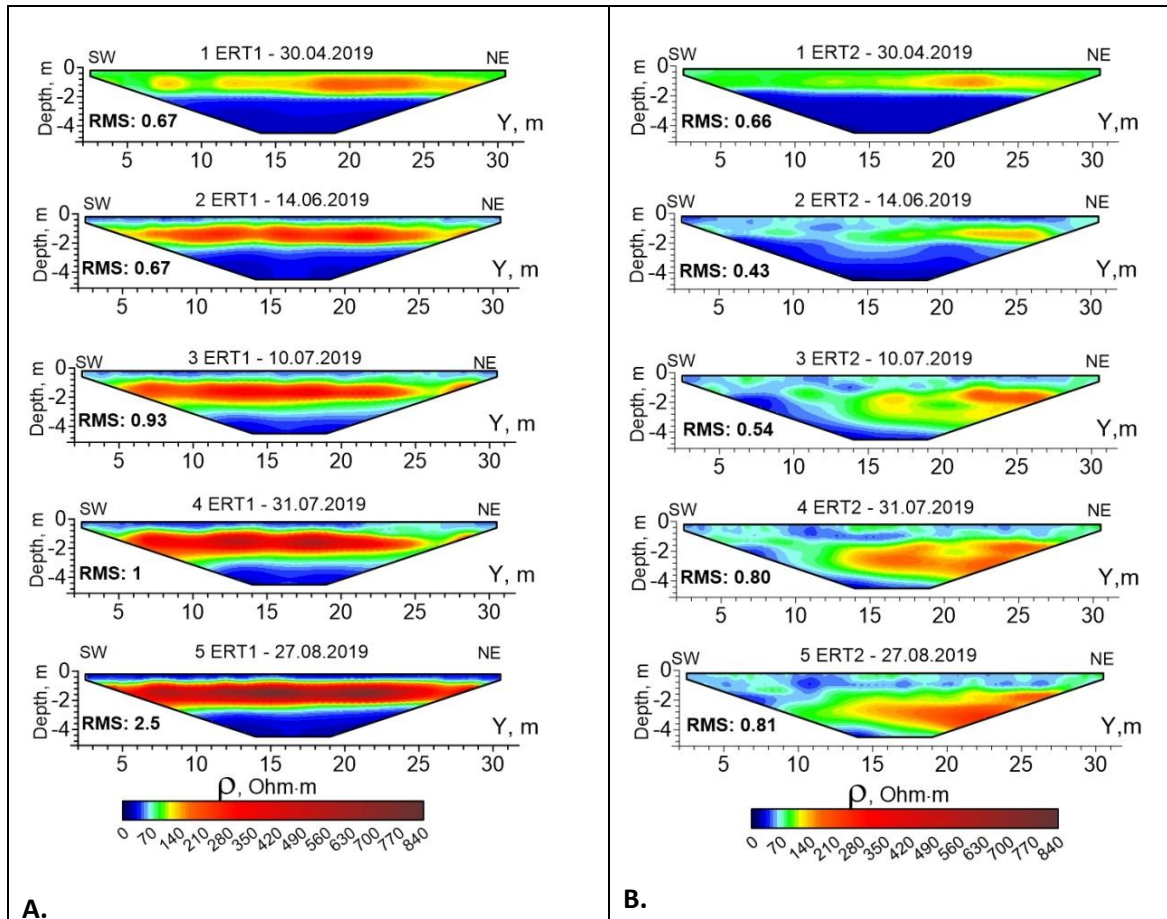 1 ERT1 - 30.04.2019
SW NE
Depth, m
0
-2
-4
RMS: 0.67
Y, m
5 10 15 20 25 30
2 ERT1 - 14.06.2019
SW NE
Depth, m
0
-2
-4
RMS: 0.67
Y, m
5 10 15 20 25 30
3 ERT1 - 10.07.2019
SW NE
Depth, m
0
-2
-4
RMS: 0.93
Y, m
5 10 15 20 25 30
4 ERT1 - 31.07.2019
SW NE
Depth, m
0
-2
-4
RMS: 1
Y, m
5 10 15 20 25 30
5 ERT1 - 27.08.2019
SW NE
Depth, m
0
-2
-4
RMS: 2.5
Y, m
5 10 15 20 25 30
ρ, Ohm·m
0 70 140 210 280 350 420 490 560 630 700 770 840
A.
1 ERT2 - 30.04.2019
SW NE
Depth, m
0
-2
-4
RMS: 0.66
Y,m
5 10 15 20 25 30
2 ERT2 - 14.06.2019
SW NE
Depth, m
0
-2
-4
RMS: 0.43
Y,m
5 10 15 20 25 30
3 ERT2 - 10.07.2019
SW NE
Depth, m
0
-2
-4
RMS: 0.54
Y,m
5 10 15 20 25 30
4 ERT2 - 31.07.2019
SW NE
Depth, m
0
-2
-4
RMS: 0.80
Y,m
5 10 15 20 25 30
5 ERT2 - 27.08.2019
SW NE
Depth, m
0
-2
-4
RMS: 0.81
Y,m
5 10 15 20 25 30
ρ, Ohm·m
0 70 140 210 280 350 420 490 560 630 700 770 840
B.